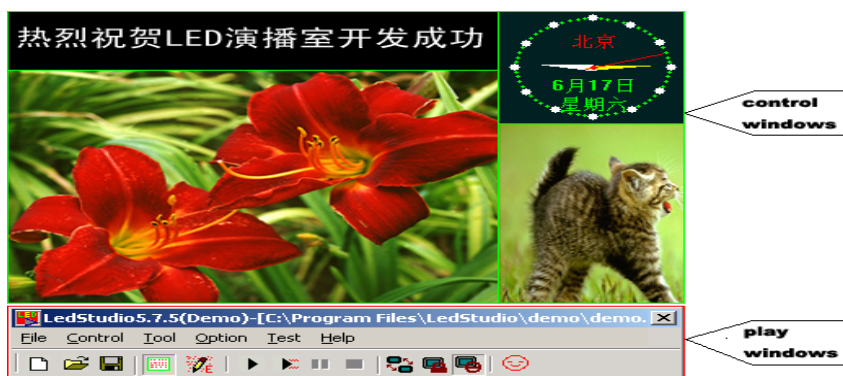 热烈祝贺LED演播室开发成功
北京
6月17日
星期六
control
windows
LedStudio5.7.5(Demo)-[C:\Program Files\LedStudio\demo\demo.
File Control Tool Option Test Help
play
windows